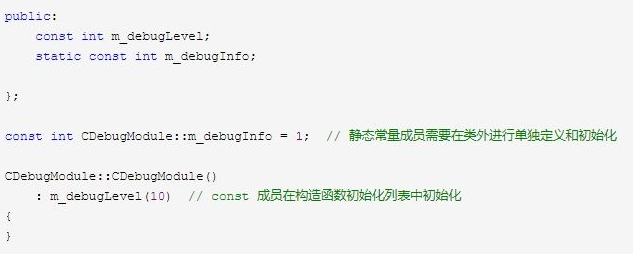 public:
    const int m_debugLevel;
    static const int m_debugInfo;
};
const int CDebugModule::m_debugInfo = 1;  // 静态常量成员需要在类外进行单独定义和初始化
CDebugModule::CDebugModule()
    : m_debugLevel(10)  // const 成员在构造函数初始化列表中初始化
{
}